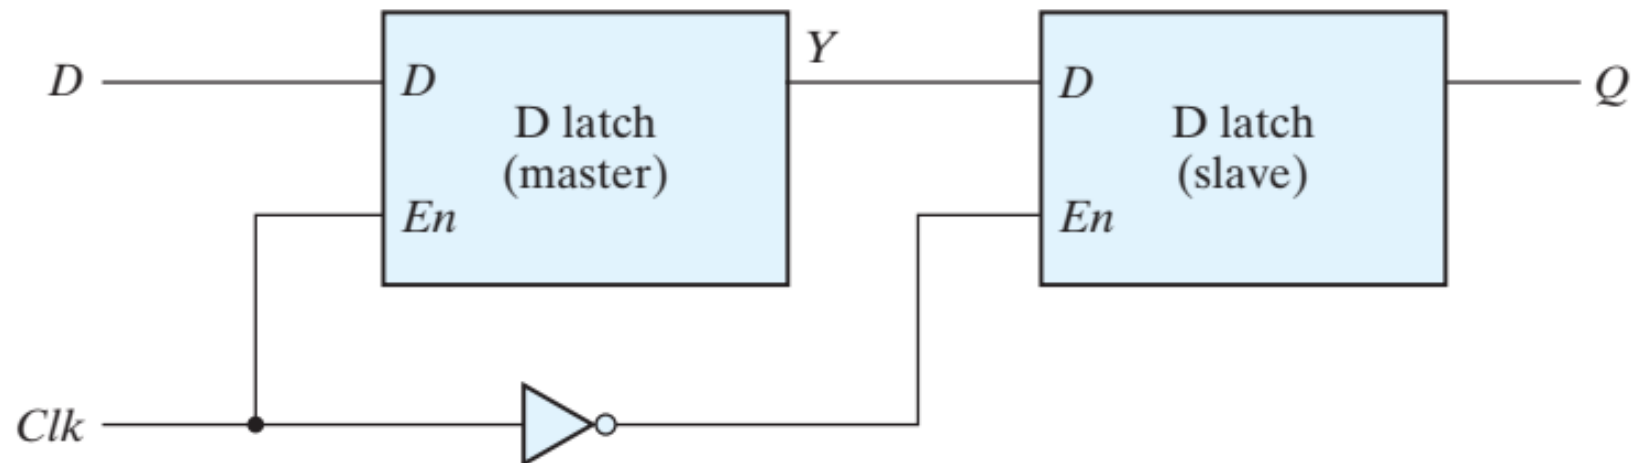 D
D
D latch
(master)
En
Y
D
D latch
(slave)
En
Q
Clk